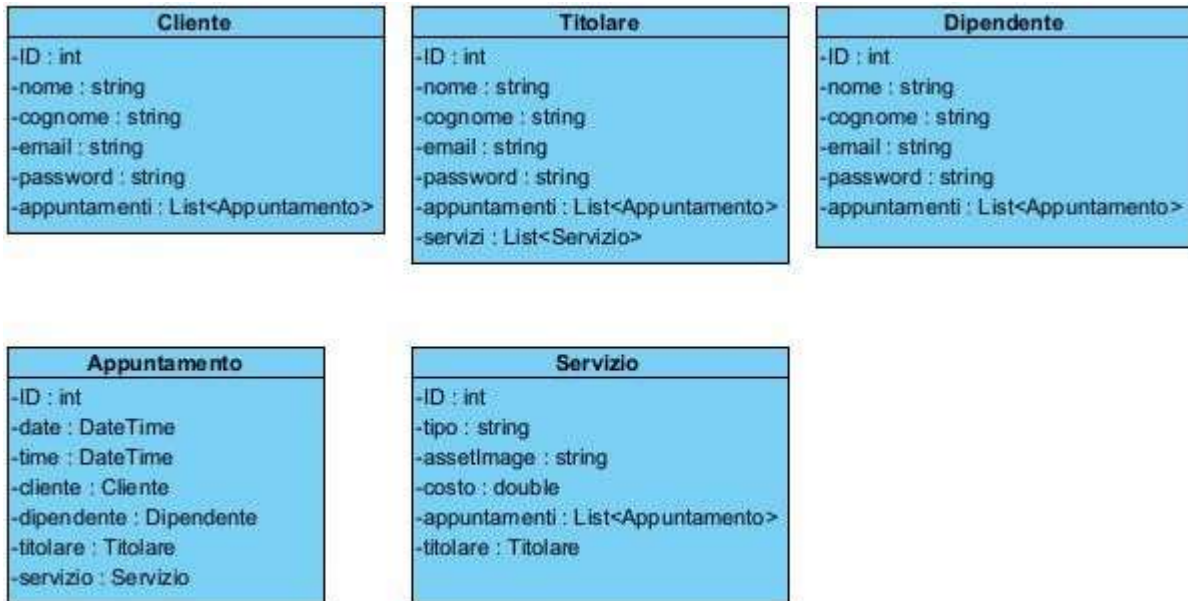 Cliente
-ID : int
-nome : string
-cognome : string
-email : string
-password : string
-appuntamenti : List<Appuntamento>
Titolare
-ID : int
-nome : string
-cognome : string
-email : string
-password : string
-appuntamenti : List<Appuntamento>
-servizi : List<Servizio>
Dipendente
-ID : int
-nome : string
-cognome : string
-email : string
-password : string
-appuntamenti : List<Appuntamento>
Appuntamento
-ID : int
-date : DateTime
-time : DateTime
-cliente : Cliente
-dipendente : Dipendente
-titolare : Titolare
-servizio : Servizio
Servizio
-ID : int
-tipo : string
-assetImage : string
-costo : double
-appuntamenti : List<Appuntamento>
-titolare : Titolare